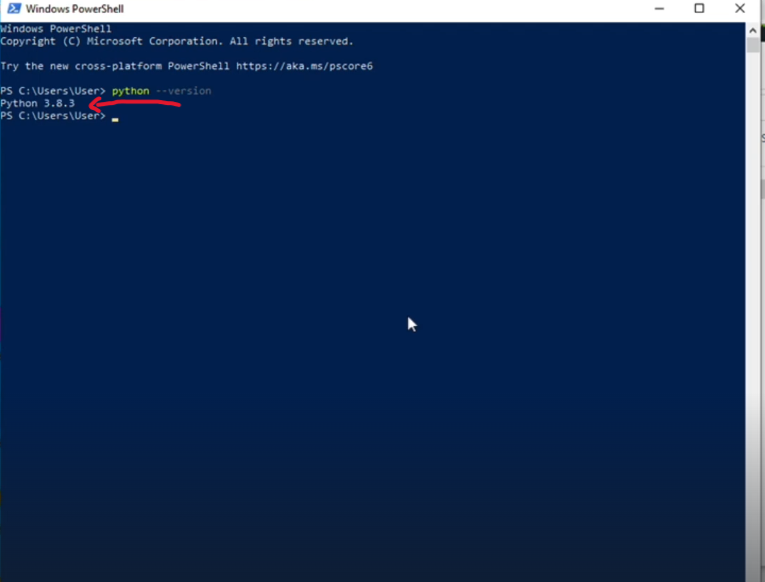 Windows PowerShell
Windows PowerShell
Copyright (C) Microsoft Corporation. All rights reserved.
Try the new cross-platform PowerShell https://aka.ms/pscore6
PS C:\Users\User> python --version
Python 3.8.3
PS C:\Users\User>